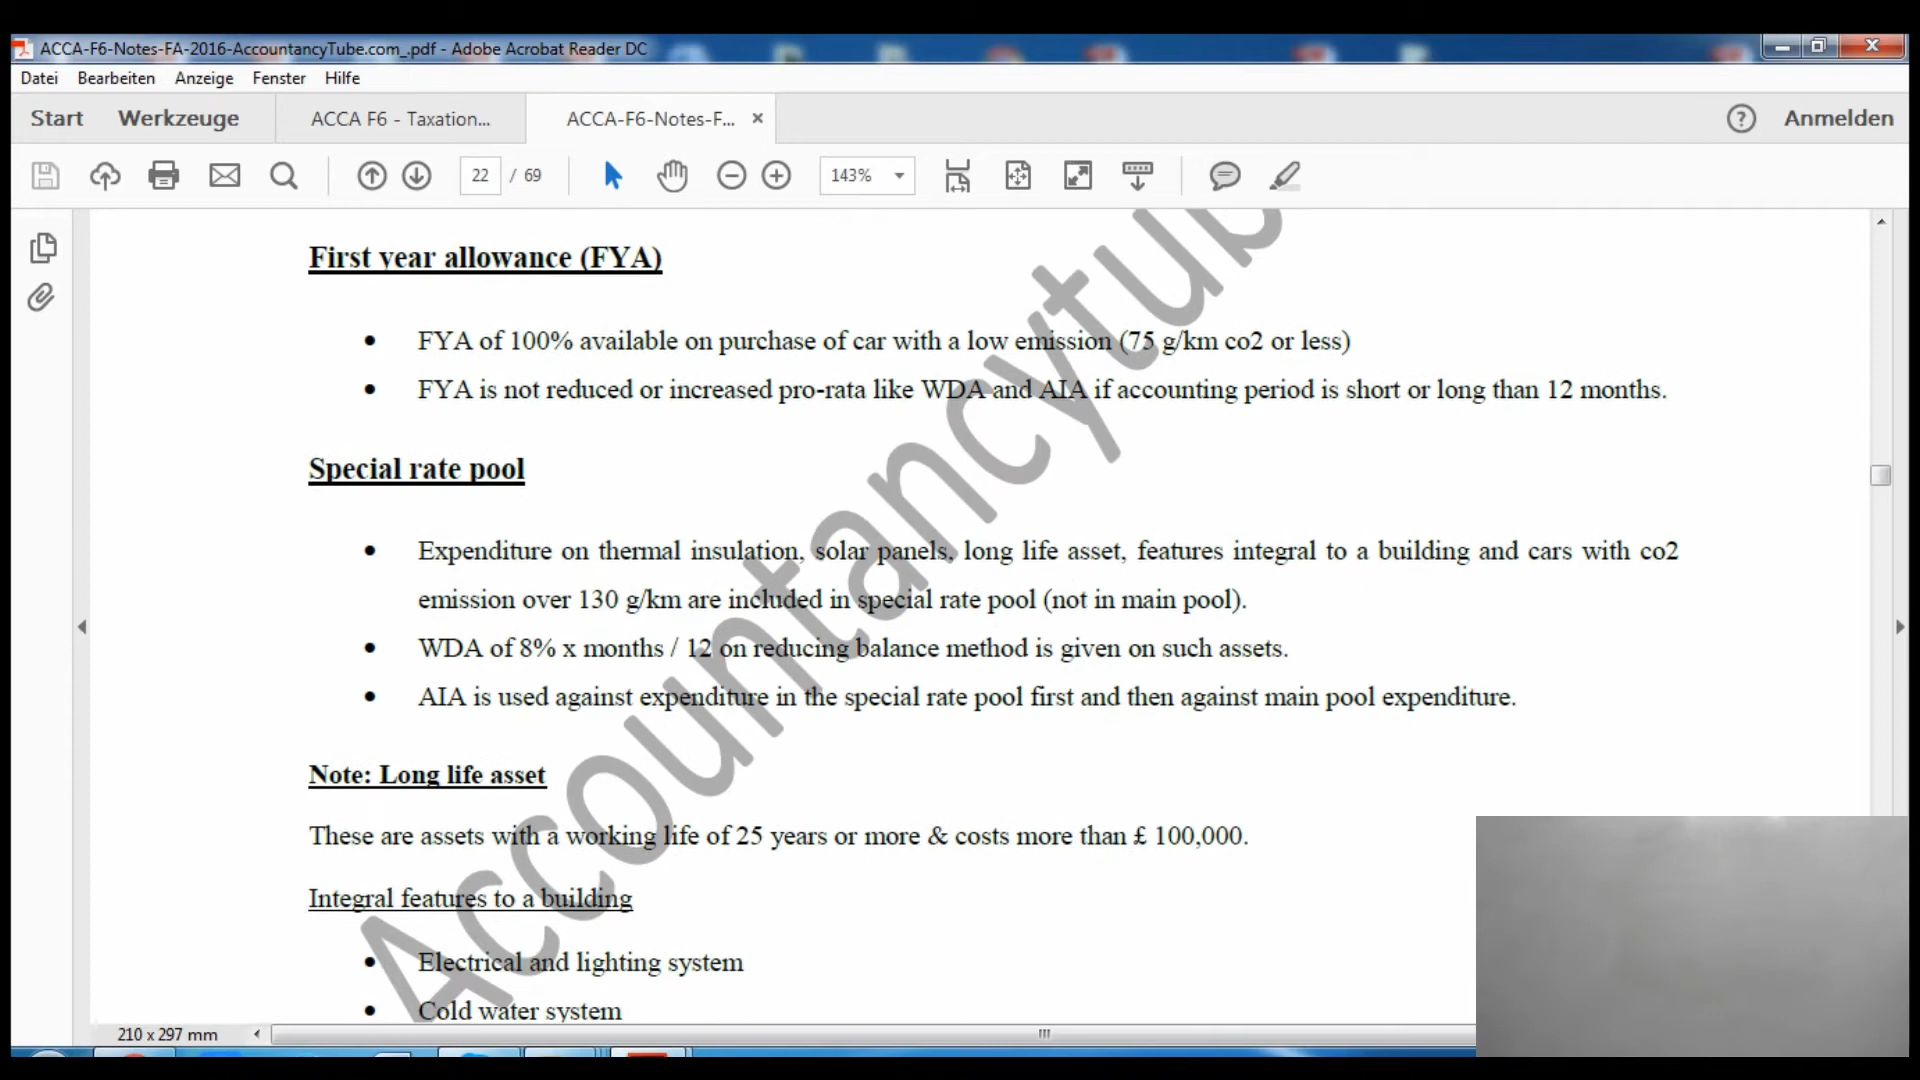 ACCA-F6-Notes-FA-2016-AccountancyTube.com_.pdf - Adobe Acrobat Reader DC
Datei Bearbeiten Anzeige Fenster Hilfe
Start Werkzeuge ACCA F6 - Taxation... ACCA-F6-Notes-F... Anmelden
22 / 69 143%
First year allowance (FYA)
• FYA of 100% available on purchase of car with a low emission (75 g/km co2 or less)
• FYA is not reduced or increased pro-rata like WDA and AIA if accounting period is short or long than 12 months.
Special rate pool
• Expenditure on thermal insulation, solar panels, long life asset, features integral to a building and cars with co2
emission over 130 g/km are included in special rate pool (not in main pool).
• WDA of 8% x months / 12 on reducing balance method is given on such assets.
• AIA is used against expenditure in the special rate pool first and then against main pool expenditure.
Note: Long life asset
These are assets with a working life of 25 years or more & costs more than £ 100,000.
Integral features to a building
• Electrical and lighting system
• Cold water system
Accountancytub
210 x 297 mm